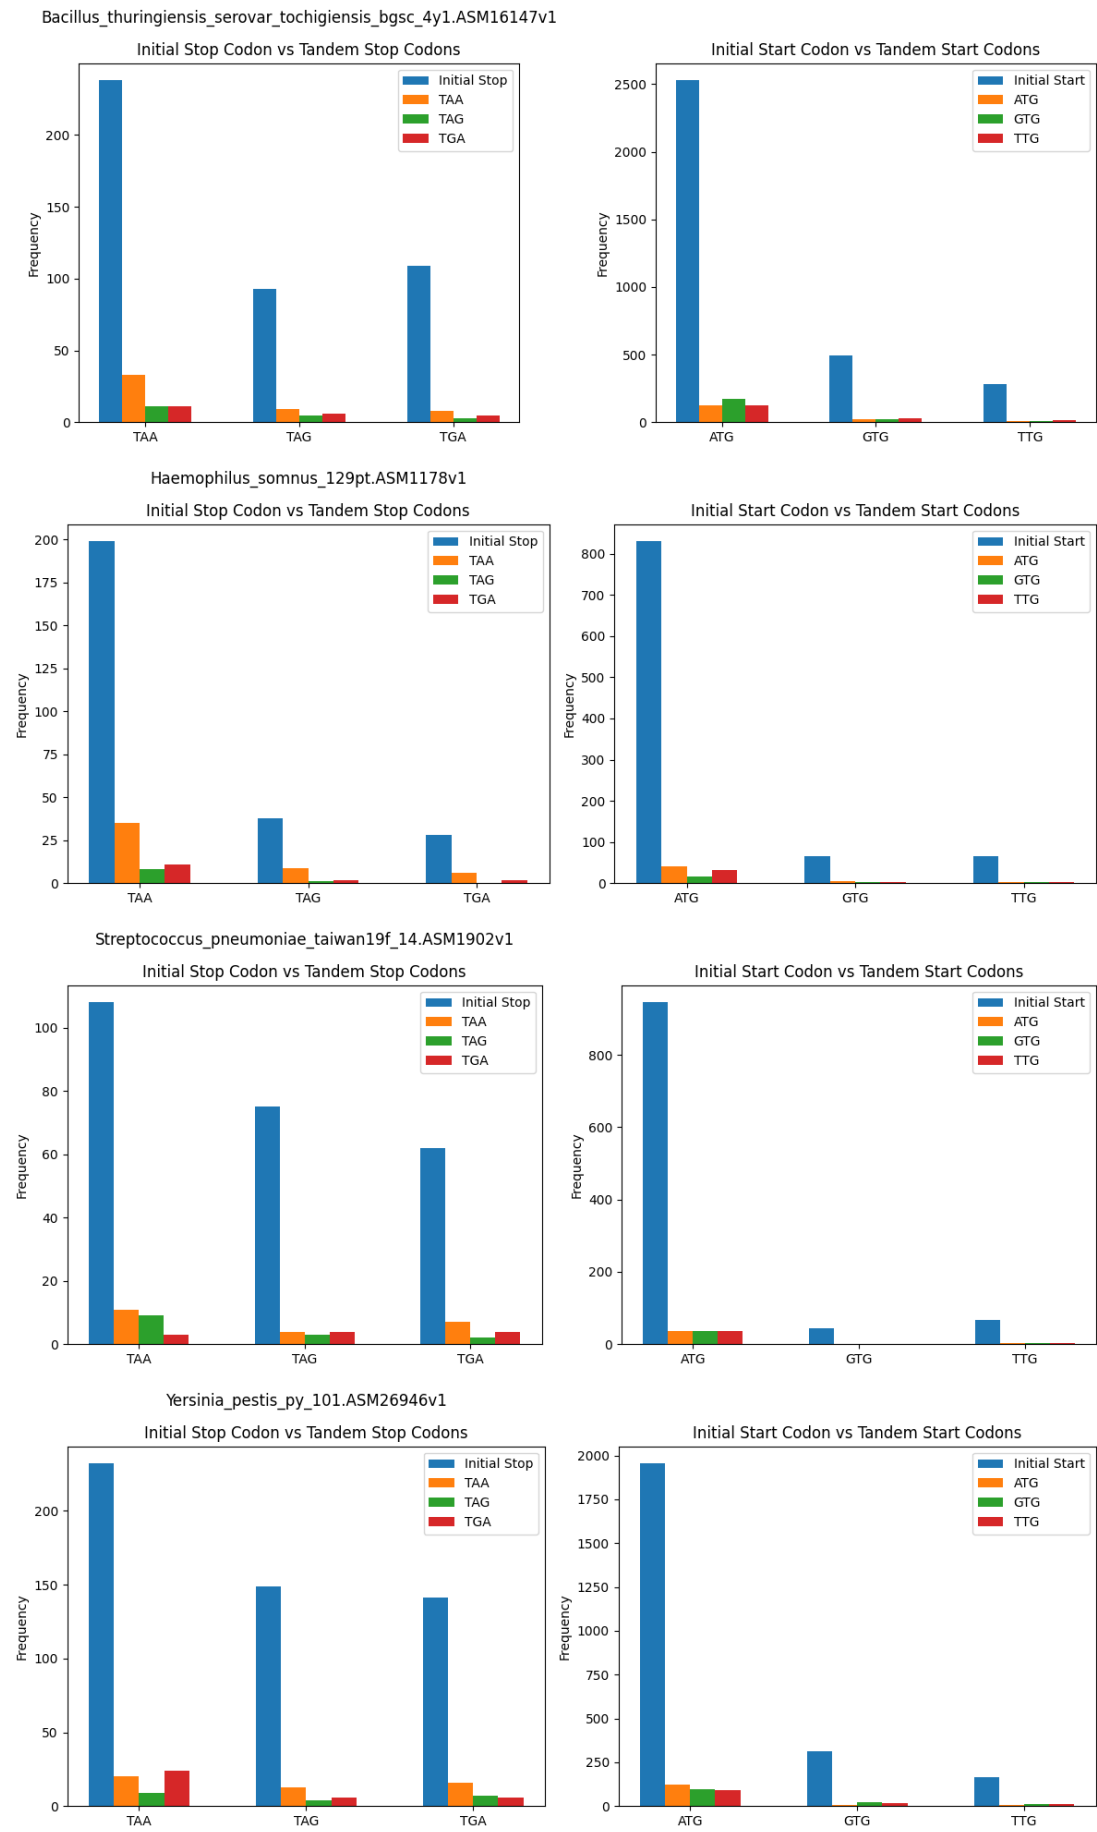 Bacillus_thuringiensis_serovar_tochigiensis_bgsc_4y1.ASM16147v1
Initial Stop Codon vs Tandem Stop Codons
Frequency
200
150
100
50
0
TAA TAG TGA
Initial Stop
TAA
TAG
TGA
Initial Start Codon vs Tandem Start Codons
Frequency
2500
2000
1500
1000
500
0
ATG GTG TTG
Initial Start
ATG
GTG
TTG
Haemophilus_somnus_129pt.ASM1178v1
Initial Stop Codon vs Tandem Stop Codons
Frequency
200
175
150
125
100
75
50
25
0
TAA TAG TGA
Initial Stop
TAA
TAG
TGA
Initial Start Codon vs Tandem Start Codons
Frequency
800
700
600
500
400
300
200
100
0
ATG GTG TTG
Initial Start
ATG
GTG
TTG
Streptococcus_pneumoniae_taiwan19f_14.ASM1902v1
Initial Stop Codon vs Tandem Stop Codons
Frequency
100
80
60
40
20
0
TAA TAG TGA
Initial Stop
TAA
TAG
TGA
Initial Start Codon vs Tandem Start Codons
Frequency
800
600
400
200
0
ATG GTG TTG
Initial Start
ATG
GTG
TTG
Yersinia_pestis_py_101.ASM26946v1
Initial Stop Codon vs Tandem Stop Codons
Frequency
200
150
100
50
0
TAA TAG TGA
Initial Stop
TAA
TAG
TGA
Initial Start Codon vs Tandem Start Codons
Frequency
2000
1750
1500
1250
1000
750
500
250
0
ATG GTG TTG
Initial Start
ATG
GTG
TTG